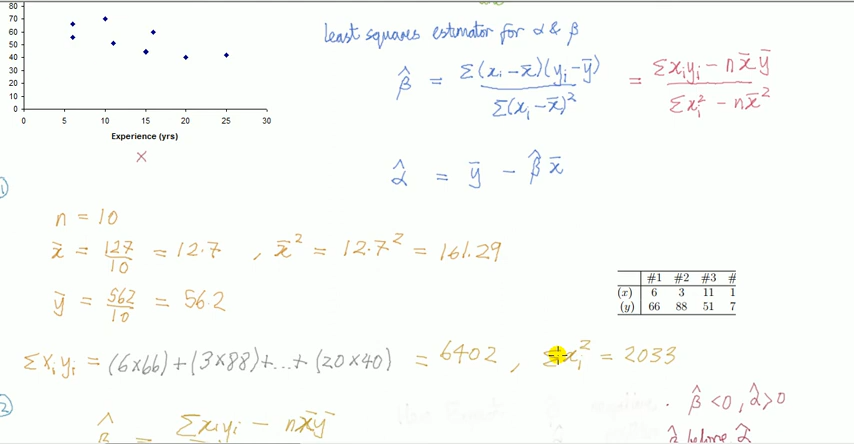 80
70
60
50
40
30
20
10
0
0 5 10 15 20 25 30
Experience (yrs)
x
least squares estimator for α & β
β̂ = Σ(xᵢ-x̄)(yᵢ-ȳ) / Σ(xᵢ-x̄)² = Σxᵢyᵢ - nx̄ȳ / Σxᵢ² - nx̄²
α̂ = ȳ - β̂x̄
①
n = 10
x̄ = 127/10 = 12.7 , x̄² = 12.7² = 161.29
ȳ = 562/10 = 56.2
#1 #2 #3 #
(x) 6 3 11 1
(y) 66 88 51 7
Σxᵢyᵢ = (6×66)+(3×88)+...+(20×40) = 6402 , Σxᵢ² = 2033
②
β̂ = Σxᵢyᵢ - nx̄ȳ
· β̂ <0 , α̂ >0